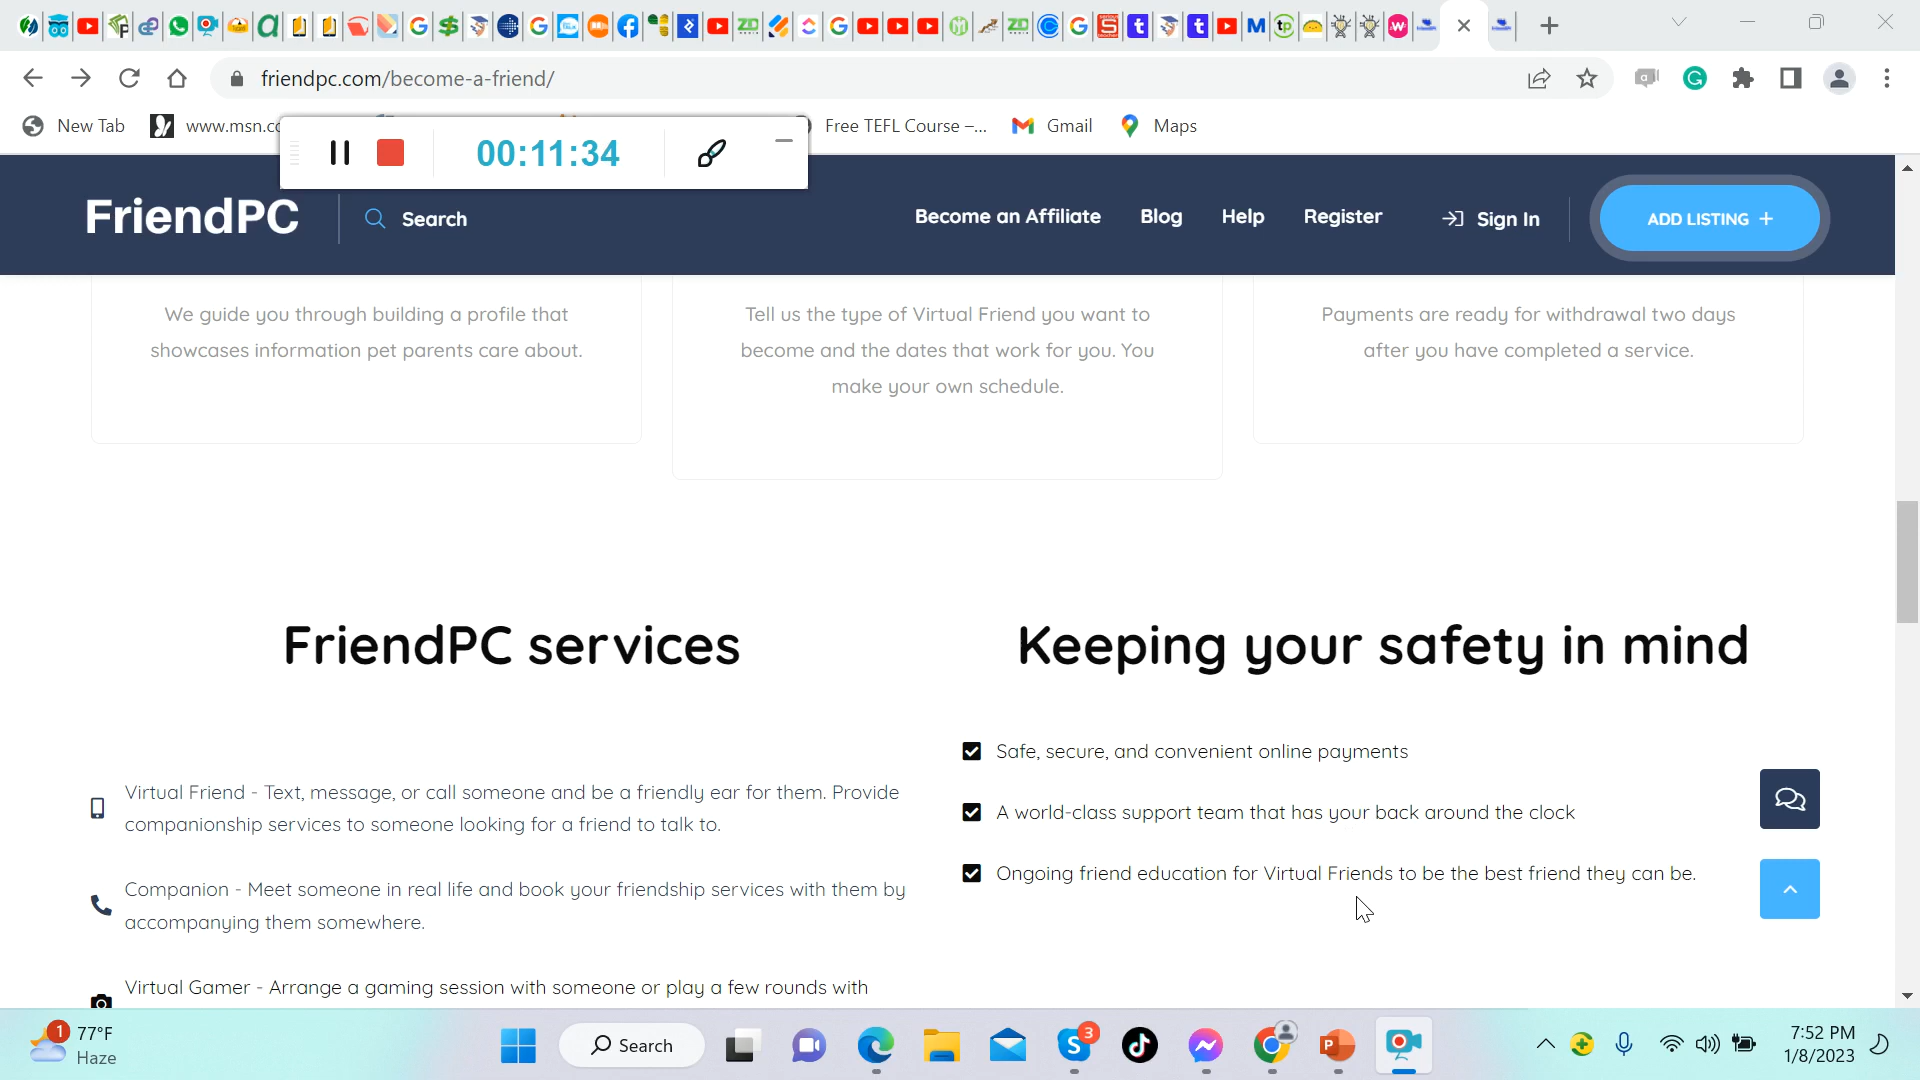 friendpc.com/become-a-friend/
New Tab
www.msn.co
Free TEFL Course –...
Gmail
Maps
00:11:34
FriendPC
Search
Become an Affiliate
Blog
Help
Register
Sign In
ADD LISTING +
We guide you through building a profile that
showcases information pet parents care about.
Tell us the type of Virtual Friend you want to
become and the dates that work for you. You
make your own schedule.
Payments are ready for withdrawal two days
after you have completed a service.
FriendPC services
Virtual Friend - Text, message, or call someone and be a friendly ear for them. Provide
companionship services to someone looking for a friend to talk to.
Companion - Meet someone in real life and book your friendship services with them by
accompanying them somewhere.
Virtual Gamer - Arrange a gaming session with someone or play a few rounds with
Keeping your safety in mind
Safe, secure, and convenient online payments
A world-class support team that has your back around the clock
Ongoing friend education for Virtual Friends to be the best friend they can be.
1
77°F
Haze
Search
3
7:52 PM
1/8/2023